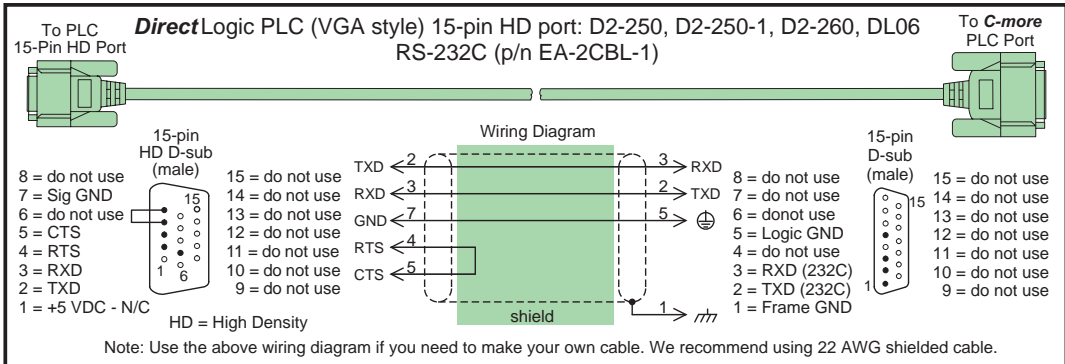 DirectLogic PLC (VGA style) 15-pin HD port: D2-250, D2-250-1, D2-260, DL06
RS-232C (p/n EA-2CBL-1)
To PLC
15-Pin HD Port
To C-more
PLC Port
15-pin
HD D-sub
(male)
8 = do not use
7 = Sig GND
6 = do not use
5 = CTS
4 = RTS
3 = RXD
2 = TXD
1 = +5 VDC - N/C
15
1
6
15 = do not use
14 = do not use
13 = do not use
12 = do not use
11 = do not use
10 = do not use
9 = do not use
HD = High Density
Wiring Diagram
TXD 2 3 RXD
RXD 3 2 TXD
GND 7 5
RTS 4
CTS 5
1
shield
8 = do not use
7 = do not use
6 = donot use
5 = Logic GND
4 = do not use
3 = RXD (232C)
2 = TXD (232C)
1 = Frame GND
15-pin
D-sub
(male)
15
1
15 = do not use
14 = do not use
13 = do not use
12 = do not use
11 = do not use
10 = do not use
9 = do not use
Note: Use the above wiring diagram if you need to make your own cable. We recommend using 22 AWG shielded cable.